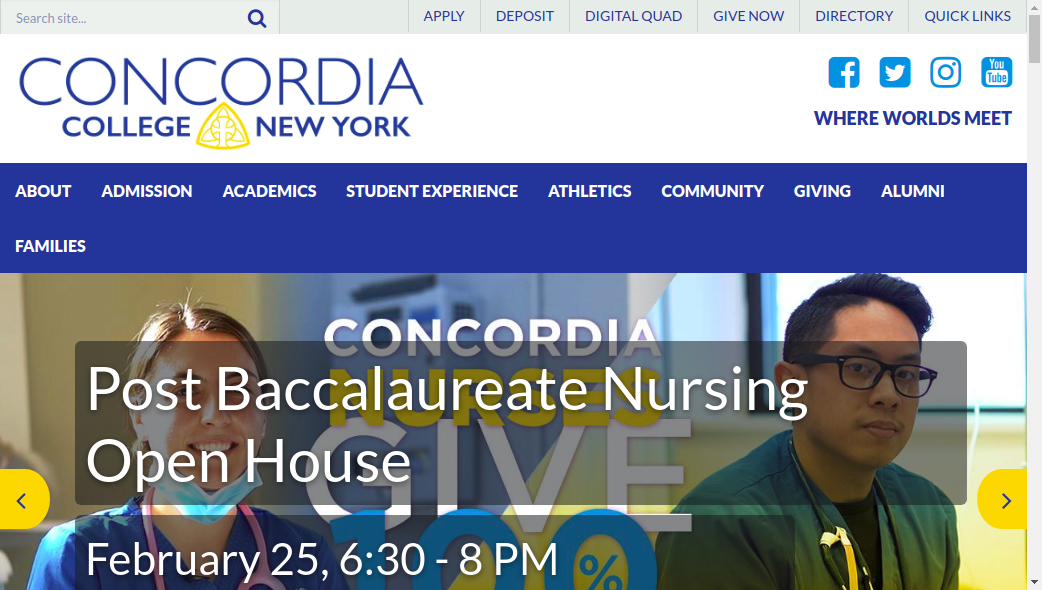 Search site...
APPLY
DEPOSIT
DIGITAL QUAD
GIVE NOW
DIRECTORY
QUICK LINKS
CONCORDIA
COLLEGE NEW YORK
You
Tube
WHERE WORLDS MEET
ABOUT
ADMISSION
ACADEMICS
STUDENT EXPERIENCE
ATHLETICS
COMMUNITY
GIVING
ALUMNI
FAMILIES
CONCORDIA
NURSES
GIVE
100%
Post Baccalaureate Nursing
Open House
February 25, 6:30 - 8 PM